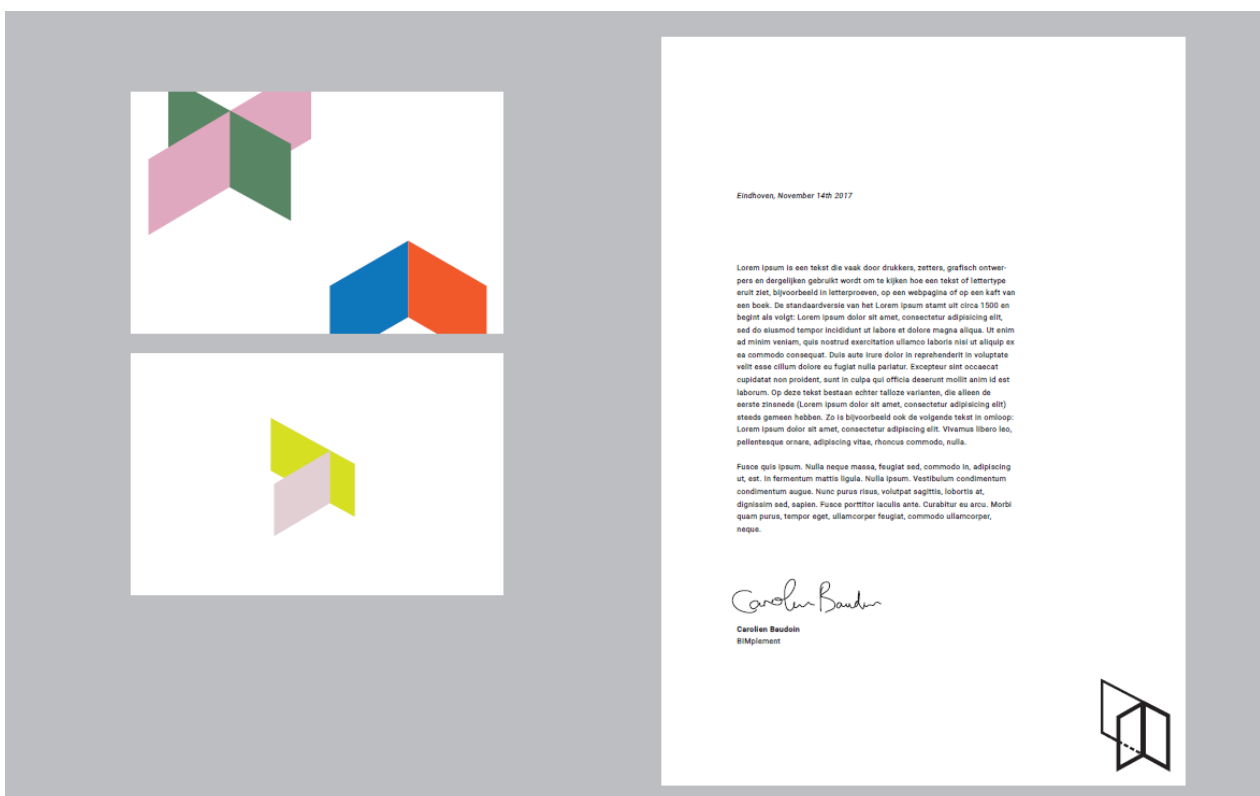 Eindhoven, November 14th 2017
Lorem Ipsum is een tekst die vaak door drukkers, zetters, grafisch ontwer-
pers en dergelijken gebruikt wordt om te kijken hoe een tekst of lettertype
eruit ziet, bijvoorbeeld in letterproeven, op een webpagina of op een kaft van
een boek. De standaardversie van het Lorem Ipsum stamt uit circa 1500 en
begint als volgt: Lorem ipsum dolor sit amet, consectetur adipisicing elit,
sed do eiusmod tempor incididunt ut labore et dolore magna aliqua. Ut enim
ad minim veniam, quis nostrud exercitation ullamco laboris nisi ut aliquip ex
ea commodo consequat. Duis aute irure dolor in reprehenderit in voluptate
velit esse cillum dolore eu fugiat nulla pariatur. Excepteur sint occaecat
cupidatat non proident, sunt in culpa qui officia deserunt mollit anim id est
laborum. Op deze tekst bestaan echter talloze varianten, die alleen de
eerste zinsnede (Lorem ipsum dolor sit amet, consectetur adipisicing elit)
steeds gemeen hebben. Zo is bijvoorbeeld ook de volgende tekst in omloop:
Lorem ipsum dolor sit amet, consectetur adipiscing elit. Vivamus libero leo,
pellentesque ornare, adipiscing vitae, rhoncus commodo, nulla.
Fusce quis ipsum. Nulla neque massa, feugiat sed, commodo in, adipiscing
ut, est. In fermentum mattis ligula. Nulla ipsum. Vestibulum condimentum
condimentum augue. Nunc purus risus, volutpat sagittis, lobortis at,
dignissim sed, sapien. Fusce porttitor iaculis ante. Curabitur eu arcu. Morbi
quam purus, tempor eget, ullamcorper feugiat, commodo ullamcorper,
neque.
Carolien Baudoin
Carolien Baudoin
BIMplement